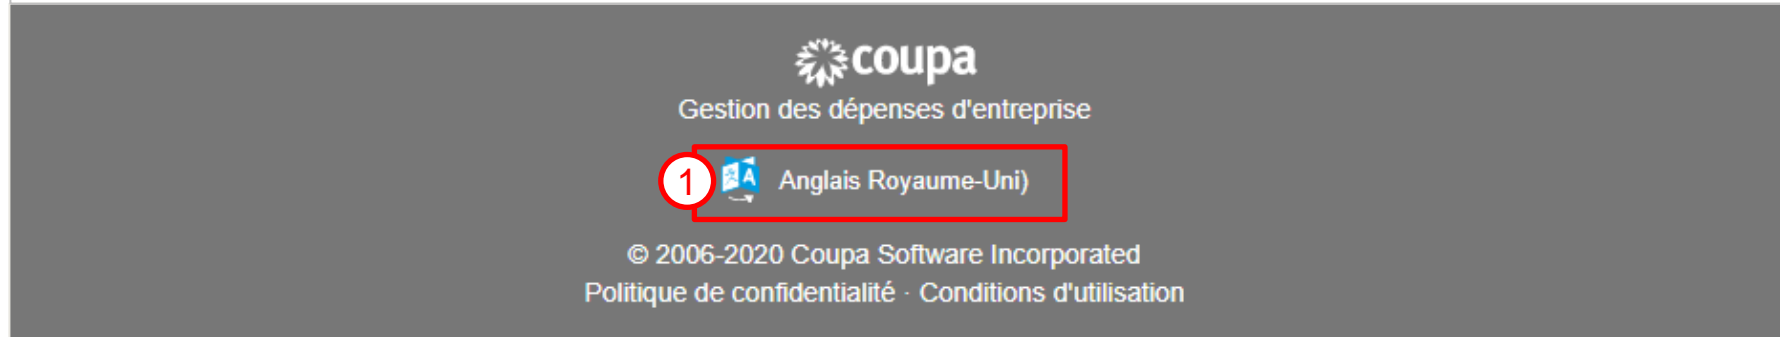 coupa
Gestion des dépenses d'entreprise
1 Anglais Royaume-Uni)
© 2006-2020 Coupa Software Incorporated
Politique de confidentialité · Conditions d'utilisation